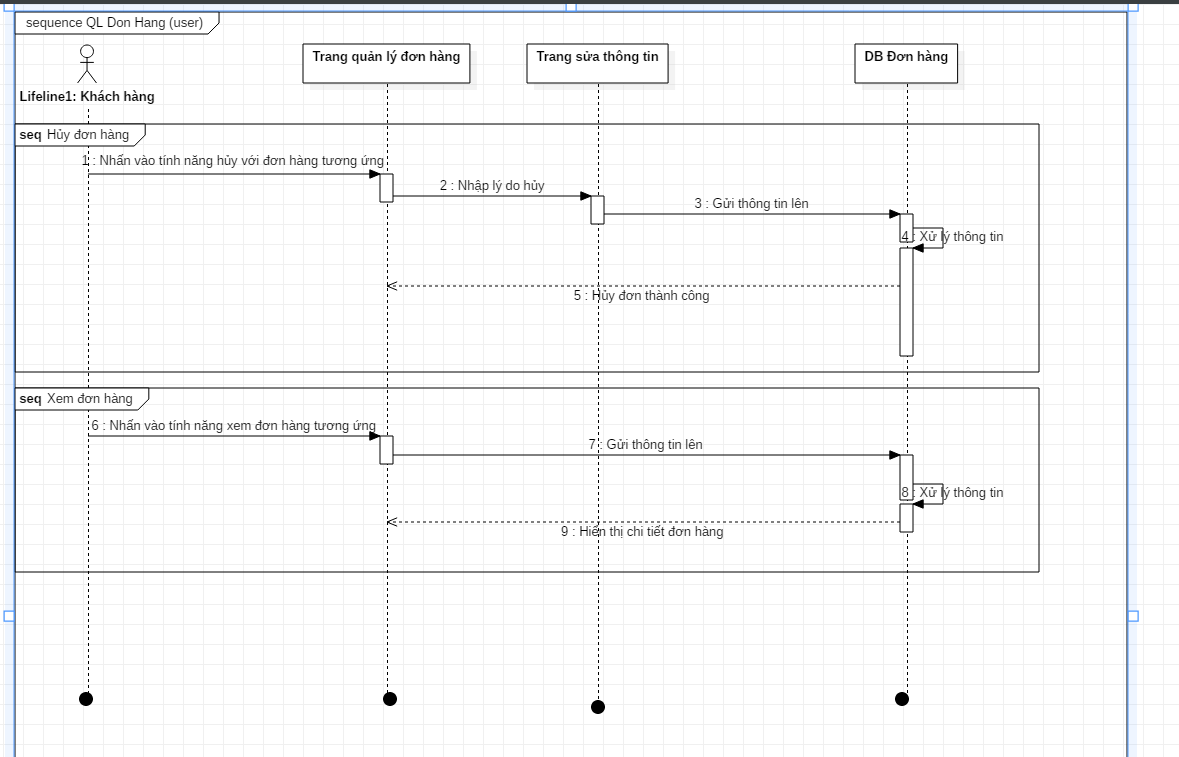 sequence QL Don Hang (user)
Trang quản lý đơn hàng
Trang sửa thông tin
DB Đơn hàng
Lifeline1: Khách hàng
seq Hủy đơn hàng
1 : Nhấn vào tính năng hủy với đơn hàng tương ứng
2 : Nhập lý do hủy
3 : Gửi thông tin lên
4 : Xử lý thông tin
5 : Hủy đơn thành công
seq Xem đơn hàng
6 : Nhấn vào tính năng xem đơn hàng tương ứng
7 : Gửi thông tin lên
8 : Xử lý thông tin
9 : Hiển thị chi tiết đơn hàng